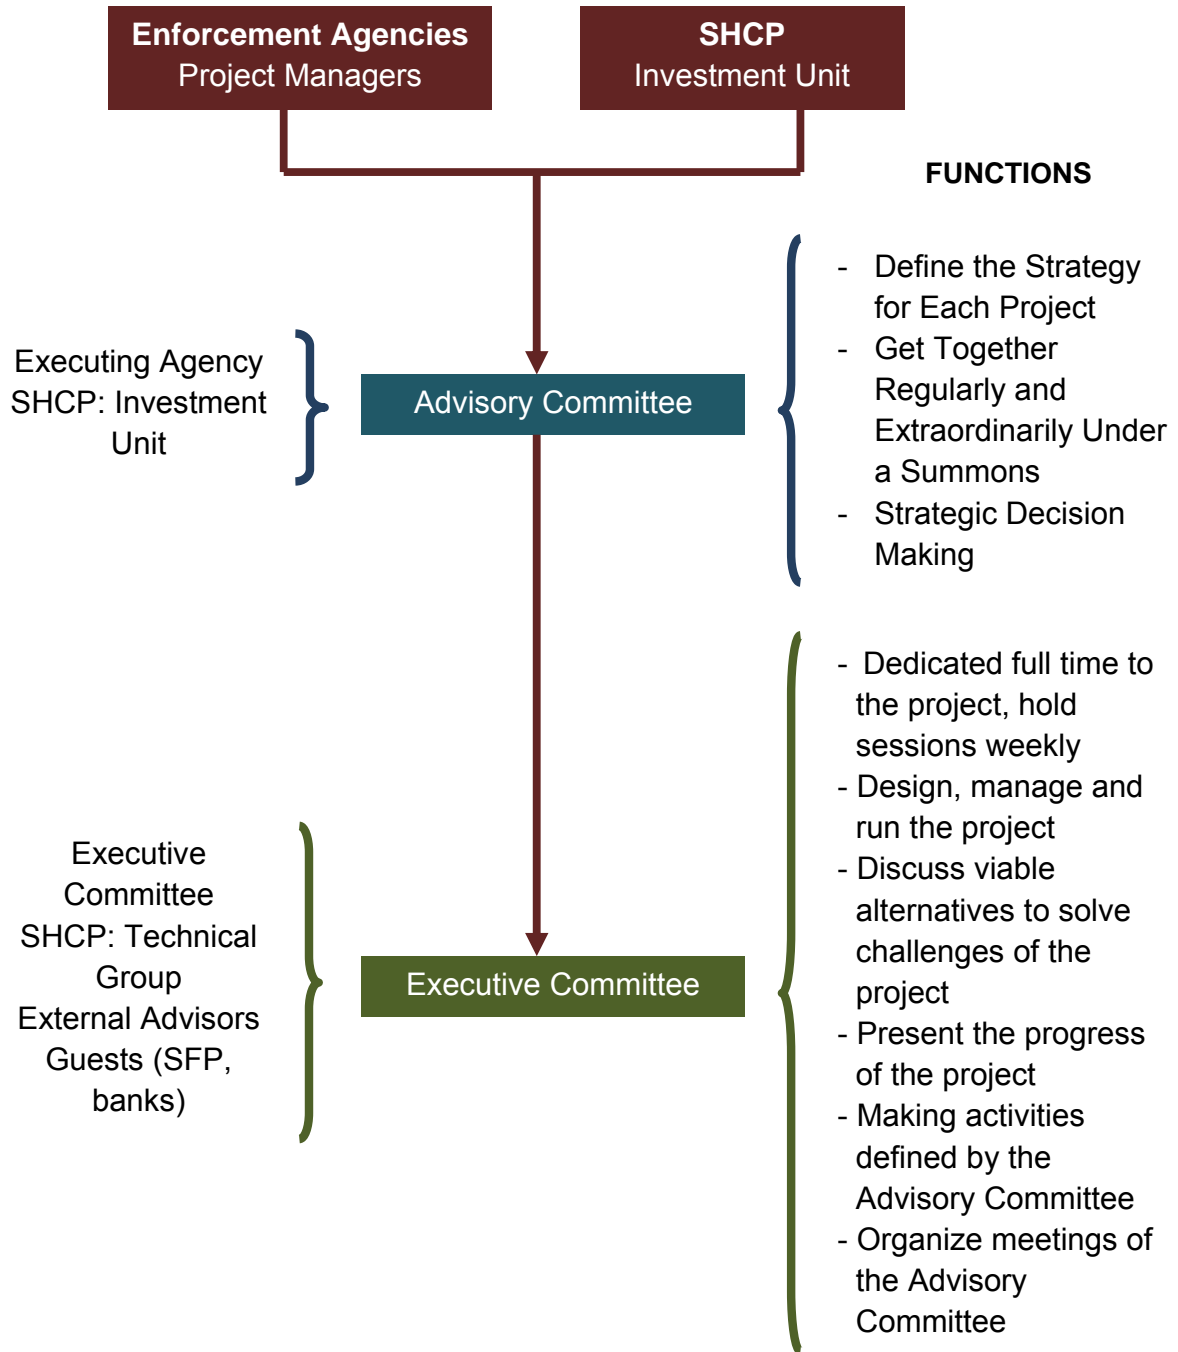 Enforcement Agencies
Project Managers
SHCP
Investment Unit
FUNCTIONS
Executing Agency
SHCP: Investment
Unit
Advisory Committee
- Define the Strategy
for Each Project
- Get Together
Regularly and
Extraordinarily Under
a Summons
- Strategic Decision
Making
Executive
Committee
SHCP: Technical
Group
External Advisors
Guests (SFP,
banks)
Executive Committee
- Dedicated full time to
the project, hold
sessions weekly
- Design, manage and
run the project
- Discuss viable
alternatives to solve
challenges of the
project
- Present the progress
of the project
- Making activities
defined by the
Advisory Committee
- Organize meetings of
the Advisory
Committee